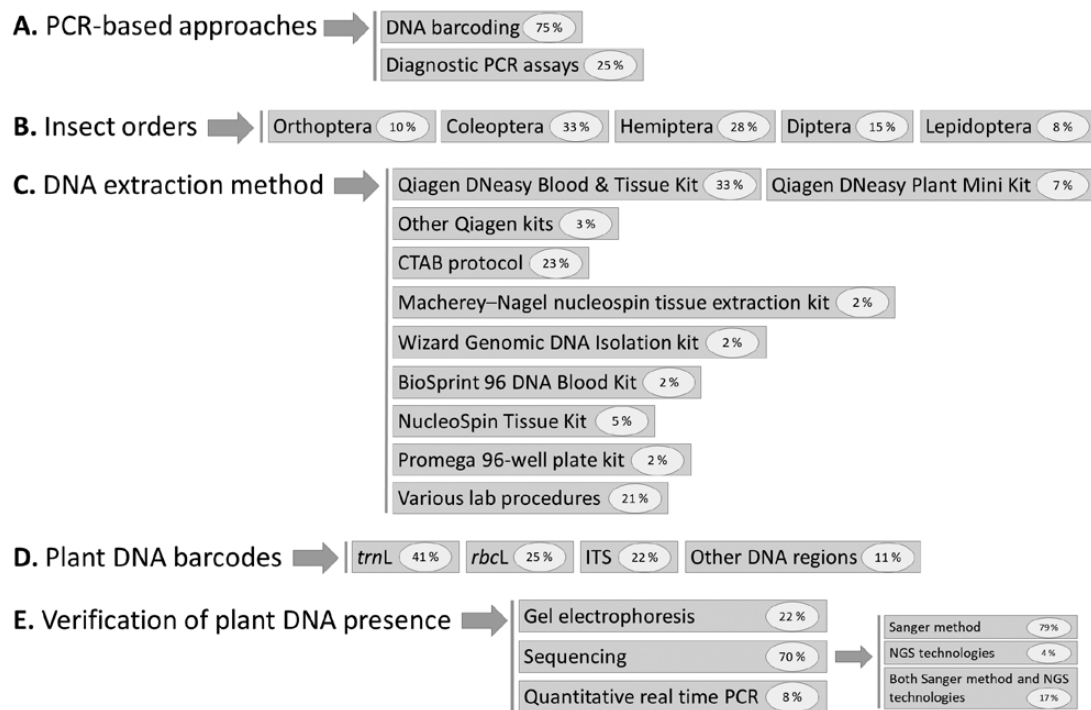 A. PCR-based approaches
DNA barcoding 75 %
Diagnostic PCR assays 25 %
B. Insect orders
Orthoptera 10 % Coleoptera 33 % Hemiptera 28 % Diptera 15 % Lepidoptera 8 %
C. DNA extraction method
Qiagen DNeasy Blood & Tissue Kit 33 % Qiagen DNeasy Plant Mini Kit 7 %
Other Qiagen kits 3 %
CTAB protocol 23 %
Macherey–Nagel nucleospin tissue extraction kit 2 %
Wizard Genomic DNA Isolation kit 2 %
BioSprint 96 DNA Blood Kit 2 %
NucleoSpin Tissue Kit 5 %
Promega 96-well plate kit 2 %
Various lab procedures 21 %
D. Plant DNA barcodes
trnL 41 % rbcL 25 % ITS 22 % Other DNA regions 11 %
E. Verification of plant DNA presence
Gel electrophoresis 22 %
Sequencing 70 %
Quantitative real time PCR 8 %
Sanger method 79 %
NGS technologies 4 %
Both Sanger method and NGS
technologies 17 %